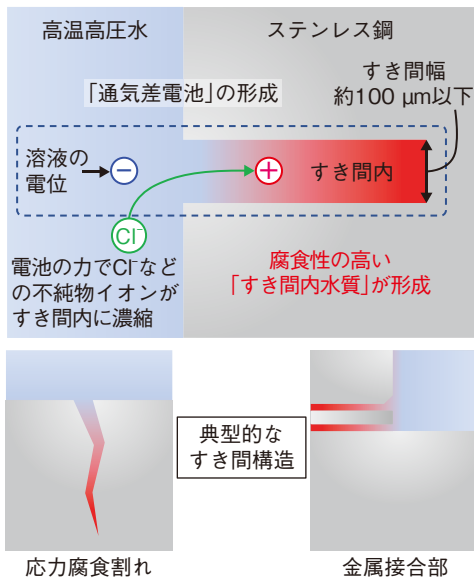 高温高圧水
ステンレス鋼
「通気差電池」の形成
すき間幅
約100 μm以下
溶液の
電位
−
+
すき間内
Cl⁻
電池の力でCl⁻など
の不純物イオンが
すき間内に濃縮
腐食性の高い
「すき間内水質」が形成
典型的な
すき間構造
応力腐食割れ
金属接合部